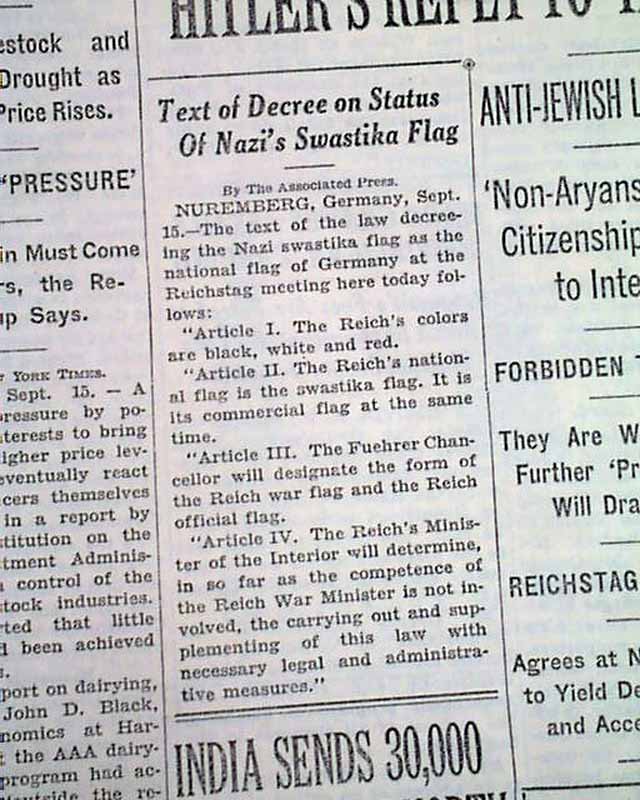 HITLER'S REPLY TO
estock and
Drought as
Price Rises.
'PRESSURE'
in Must Come
rs, the Re-
up Says.
YORK TIMES.
Sept. 15. — A
pressure by po-
nterests to bring
igher price lev-
eventually react
cers themselves
in a report by
stitution on the
tment Adminis-
control of the
stock industries.
rted that little
d been achieved
s.
port on dairying,
John D. Black,
nomics at Har-
t the AAA dairy-
program had ac-
outside the re-
Text of Decree on Status
Of Nazi's Swastika Flag
By The Associated Press.
NUREMBERG, Germany, Sept.
15.—The text of the law decree-
ing the Nazi swastika flag as the
national flag of Germany at the
Reichstag meeting here today fol-
lows:
"Article I. The Reich's colors
are black, white and red.
"Article II. The Reich's nation-
al flag is the swastika flag. It is
its commercial flag at the same
time.
"Article III. The Fuehrer Chan-
cellor will designate the form of
the Reich war flag and the Reich
official flag.
"Article IV. The Reich's Minis-
ter of the Interior will determine,
in so far as the competence of
the Reich War Minister is not in-
volved, the carrying out and sup-
plementing of this law with
necessary legal and administra-
tive measures."
INDIA SENDS 30,000
ANTI-JEWISH L
'Non-Aryans
Citizenship
to Inte
FORBIDDEN
They Are W
Further 'Pr
Will Dra
REICHSTAG
Agrees at N
to Yield De
and Acce